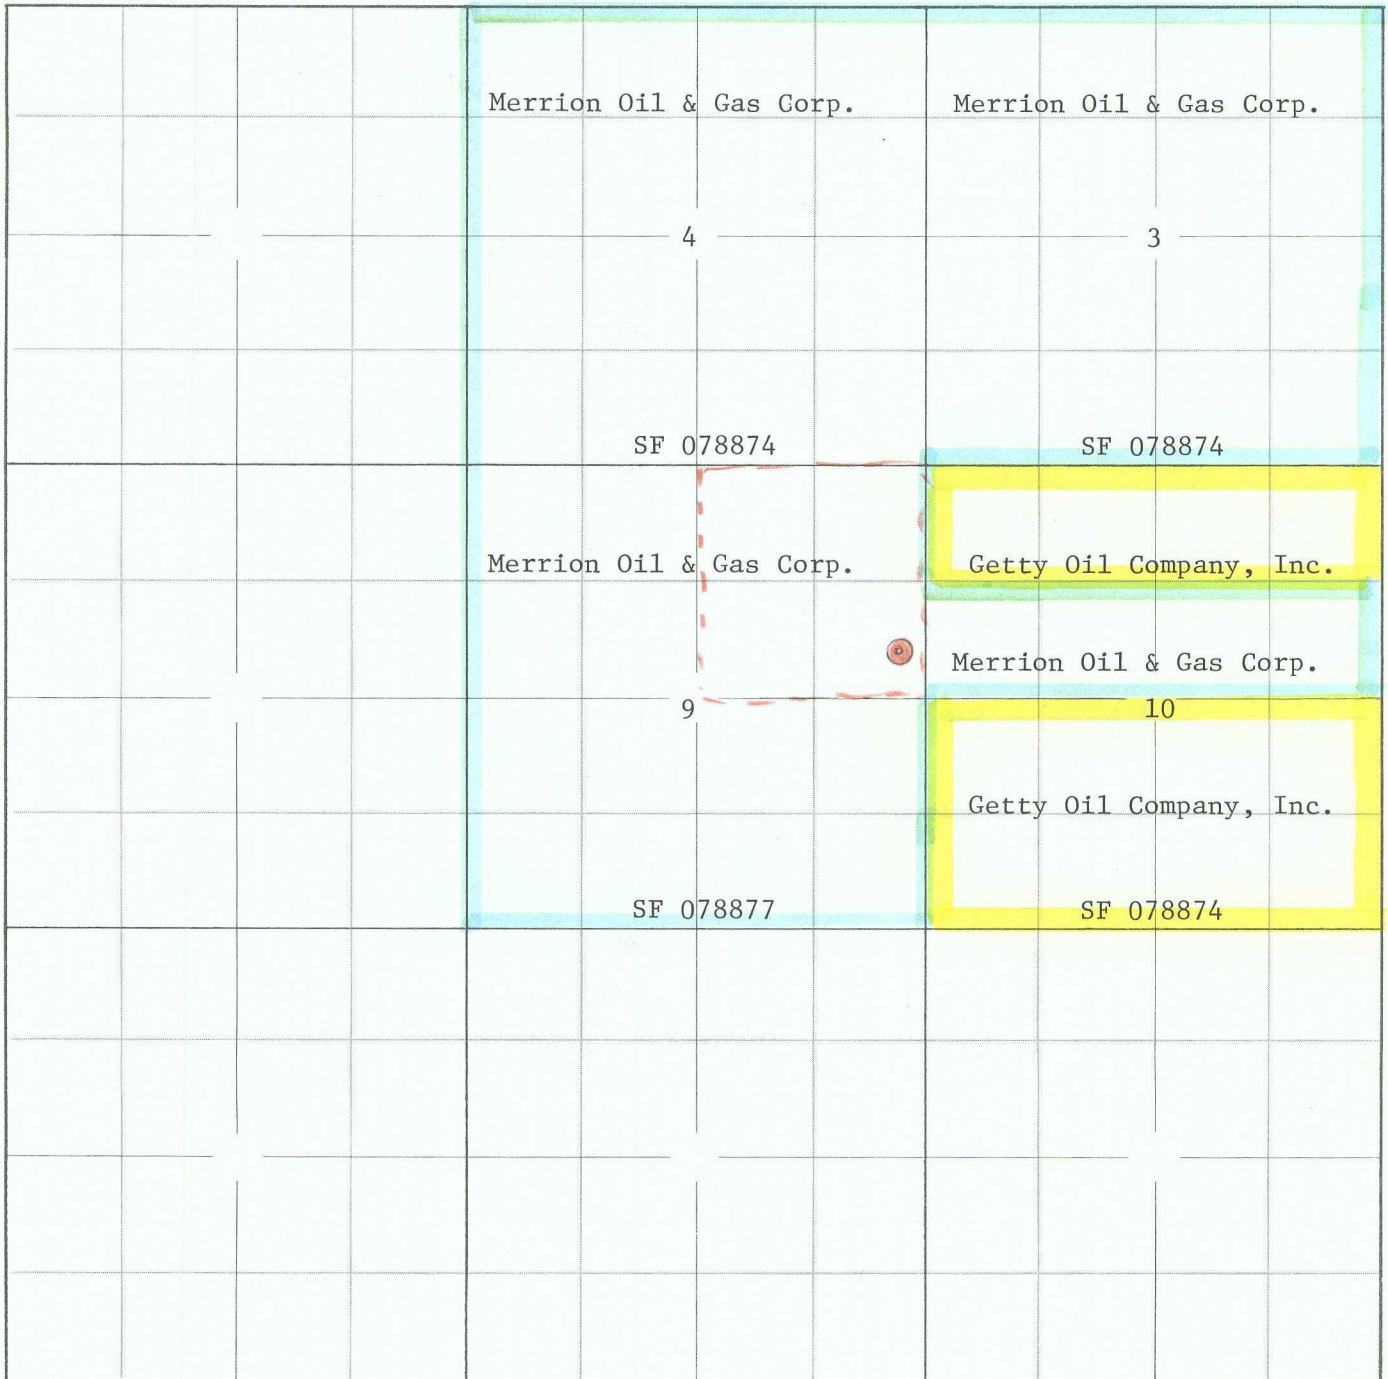 Merrion Oil & Gas Corp.
Merrion Oil & Gas Corp.
4
3
SF 078874
SF 078874
Merrion Oil & Gas Corp.
Getty Oil Company, Inc.
Merrion Oil & Gas Corp.
9
10
Getty Oil Company, Inc.
SF 078877
SF 078874